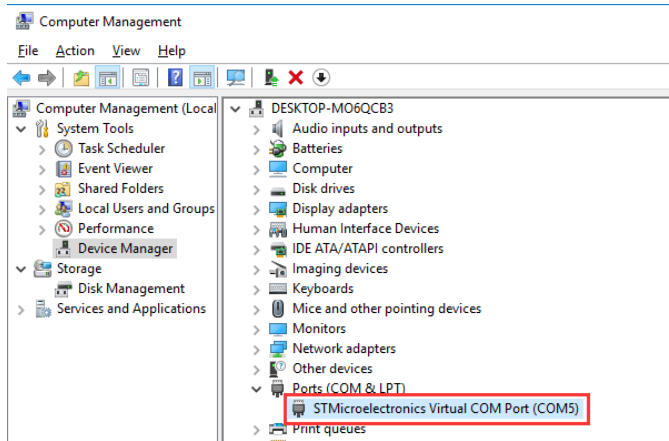 Computer Management
File Action View Help
Computer Management (Local
System Tools
Task Scheduler
Event Viewer
Shared Folders
Local Users and Groups
Performance
Device Manager
Storage
Disk Management
Services and Applications
DESKTOP-MO6QCB3
Audio inputs and outputs
Batteries
Computer
Disk drives
Display adapters
Human Interface Devices
IDE ATA/ATAPI controllers
Imaging devices
Keyboards
Mice and other pointing devices
Monitors
Network adapters
Other devices
Ports (COM & LPT)
STMicroelectronics Virtual COM Port (COM5)
Print queues